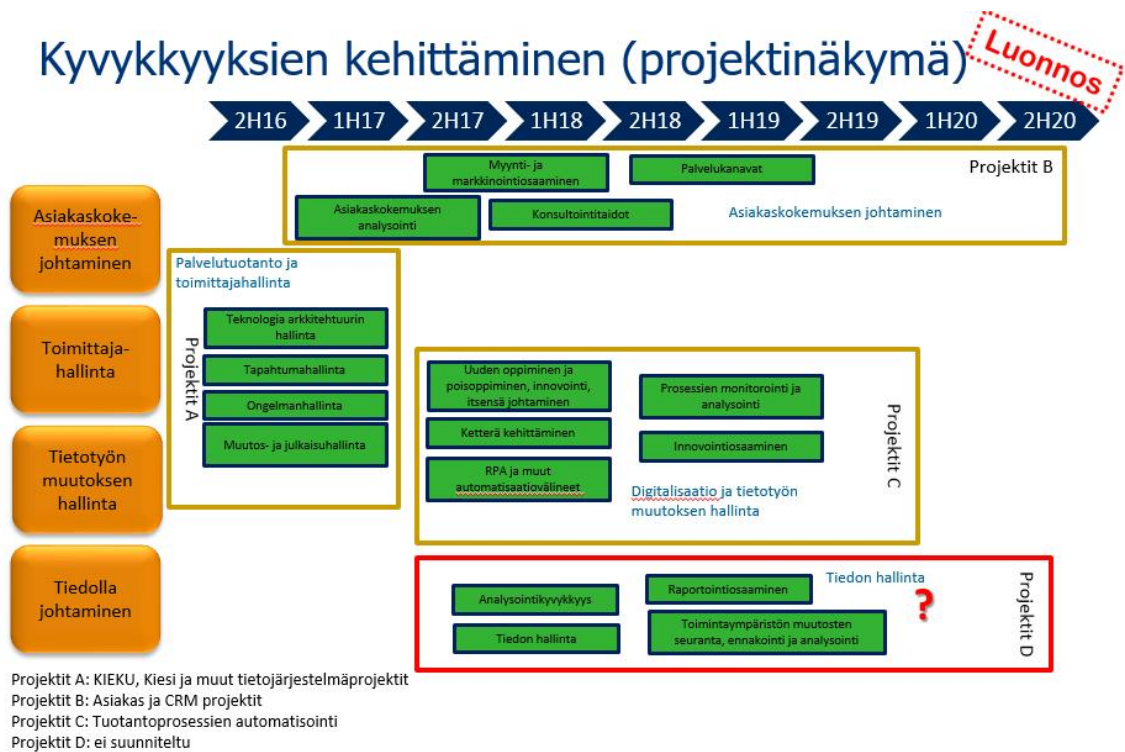 Kyvykkyyksien kehittäminen (projektinäkymä)
Luonnos
2H16
1H17
2H17
1H18
2H18
1H19
2H19
1H20
2H20
Asiakaskoke-
muksen
johtaminen
Toimittaja-
hallinta
Tietotyön
muutoksen
hallinta
Tiedolla
johtaminen
Projektit B
Myynti- ja
markkinointiosaaminen
Palvelukanavat
Asiakaskokemuksen
analysointi
Konsultointitaidot
Asiakaskokemuksen johtaminen
Palvelutuotanto ja
toimittajahallinta
Projektit A
Teknologia arkkitehtuurin
hallinta
Tapahtumahallinta
Ongelmanhallinta
Muutos- ja julkaisuhallinta
Uuden oppiminen ja
poisoppiminen, innovointi,
itsensä johtaminen
Ketterä kehittäminen
RPA ja muut
automatisaatiovälineet
Prosessien monitorointi ja
analysointi
Innovointiosaaminen
Digitalisaatio ja tietotyön
muutoksen hallinta
Projektit C
Analysointikyvykkyys
Tiedon hallinta
Raportointiosaaminen
Toimintaympäristön muutosten
seuranta, ennakointi ja analysointi
Tiedon hallinta
?
Projektit D
Projektit A: KIEKU, Kiesi ja muut tietojärjestelmäprojektit
Projektit B: Asiakas ja CRM projektit
Projektit C: Tuotantoprosessien automatisointi
Projektit D: ei suunniteltu